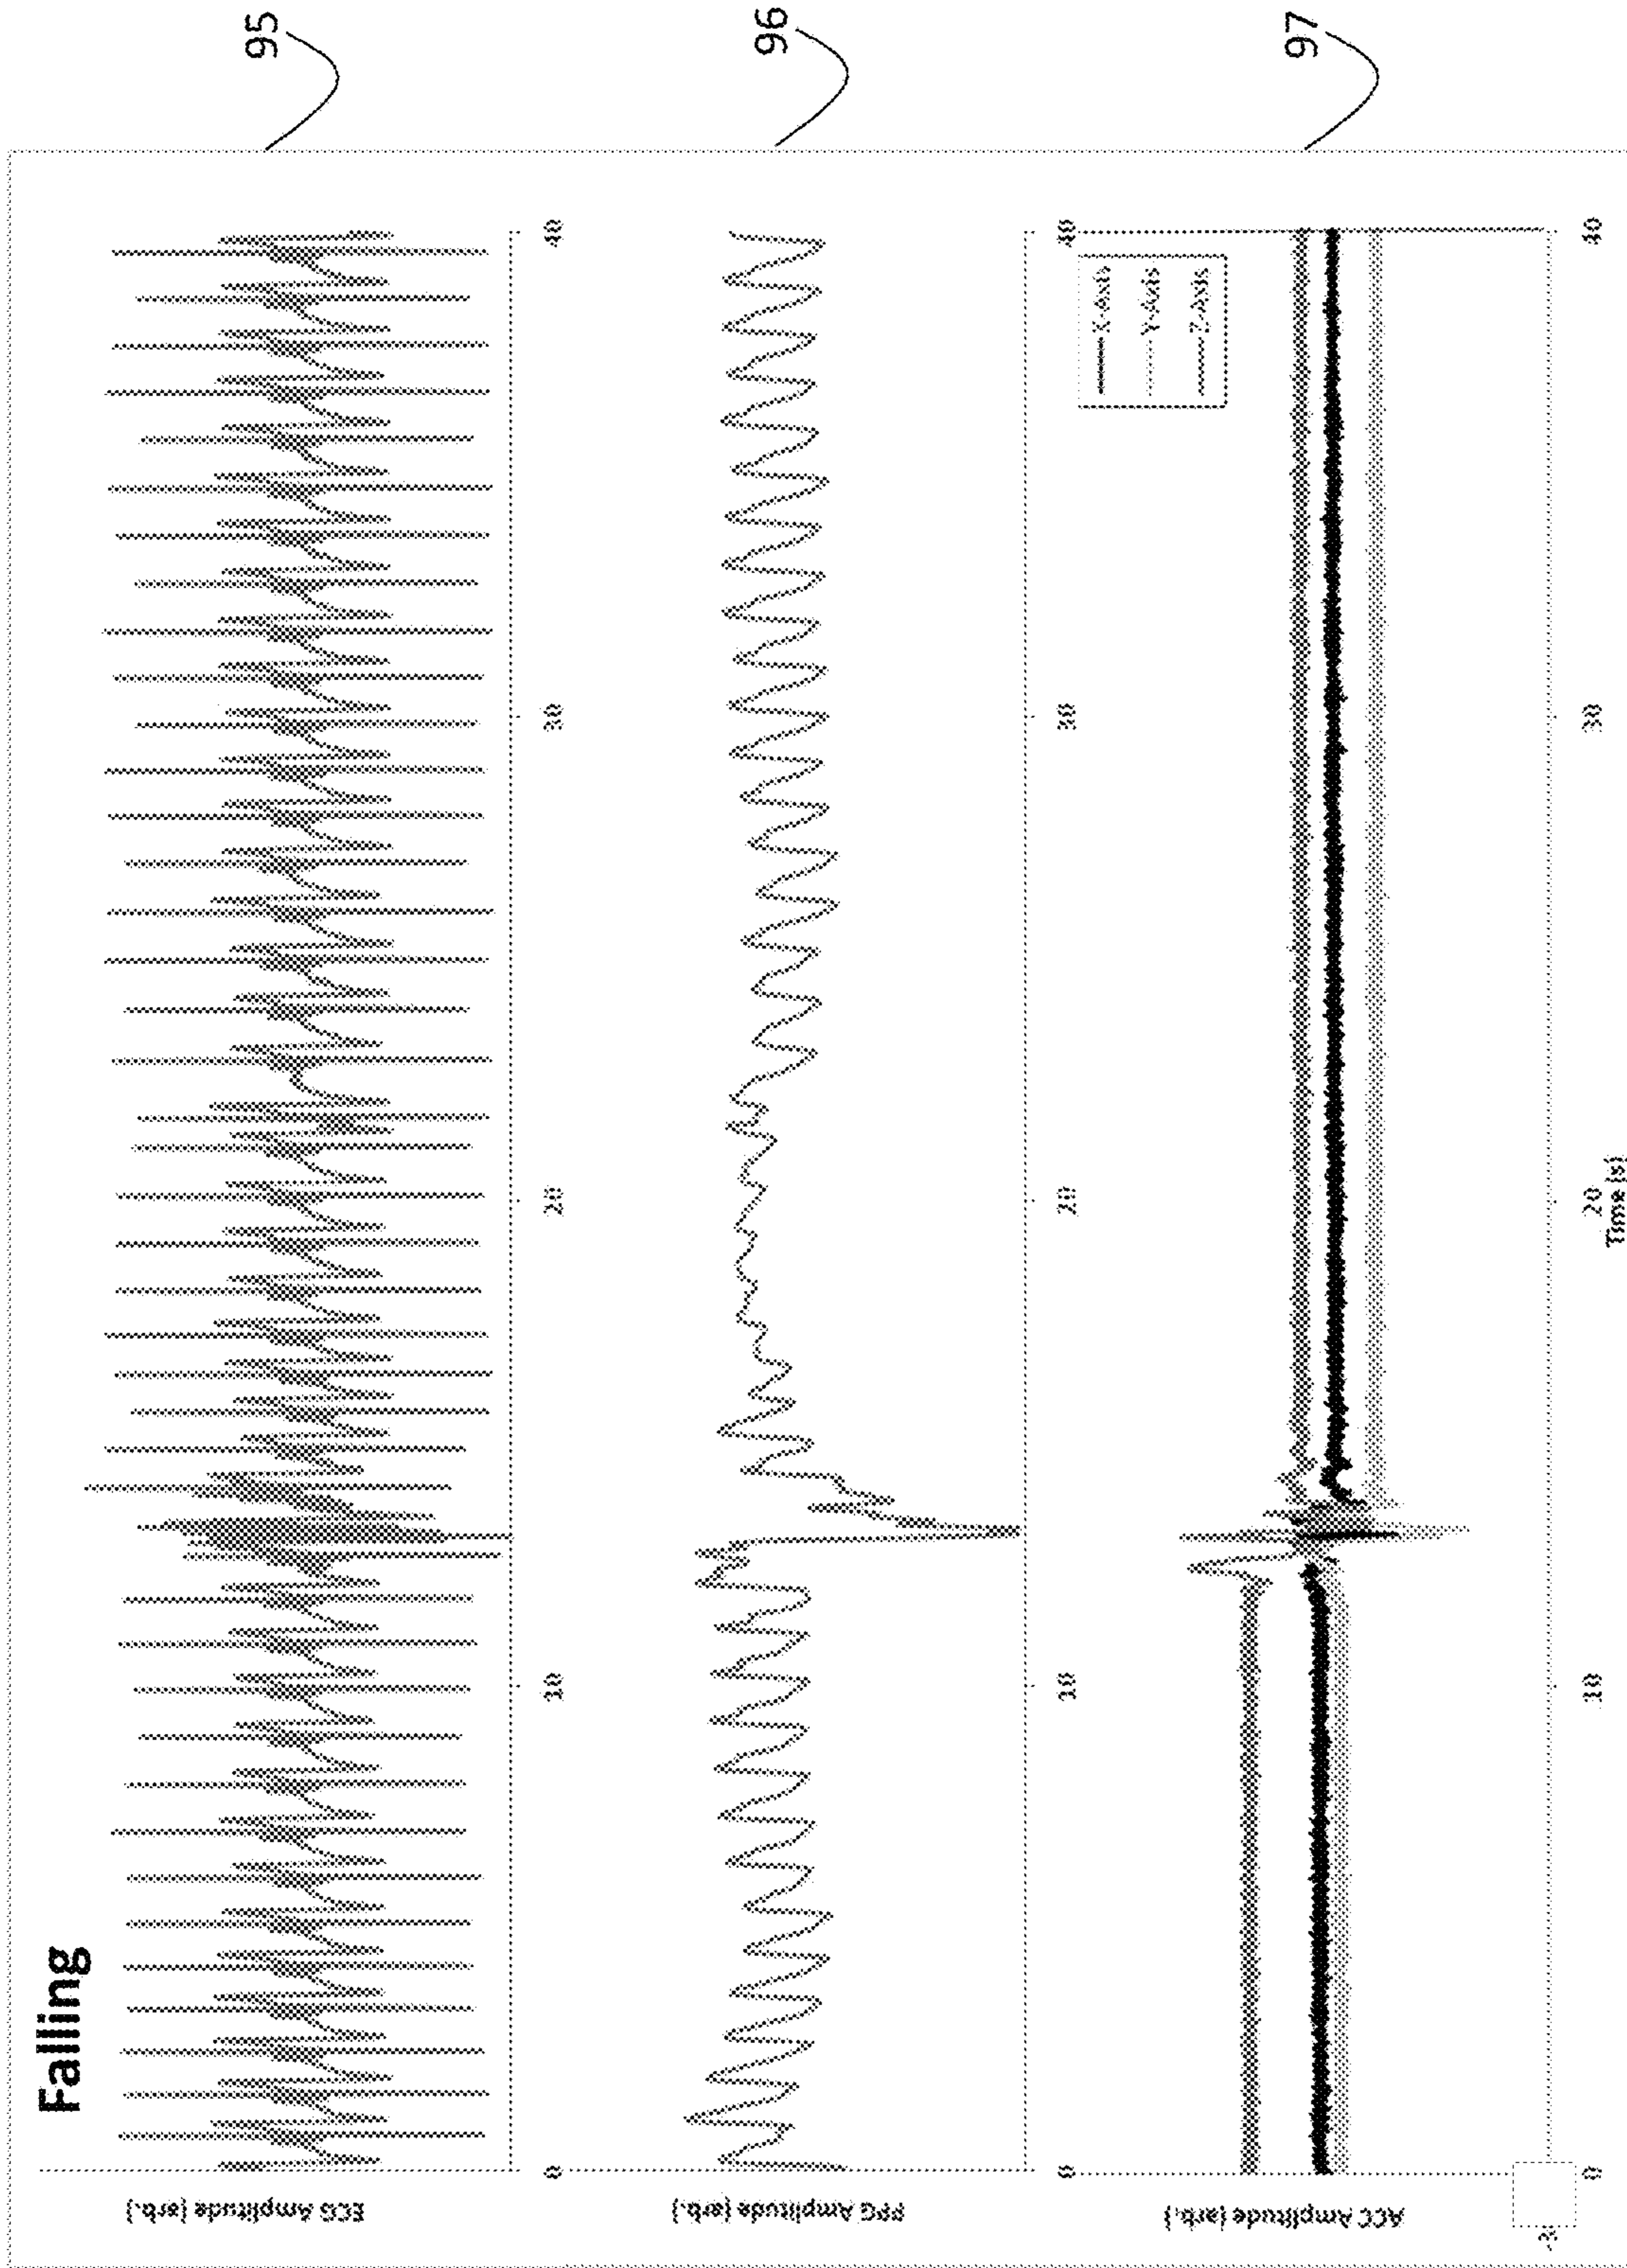 Falling
95
ECG Amplitude (arb.)
0 10 20 30 40
96
PPG Amplitude (arb.)
0 10 20 30 40
97
ACC Amplitude (arb.)
X-Axis
Y-Axis
Z-Axis
0 10 20 30 40
Time (s)